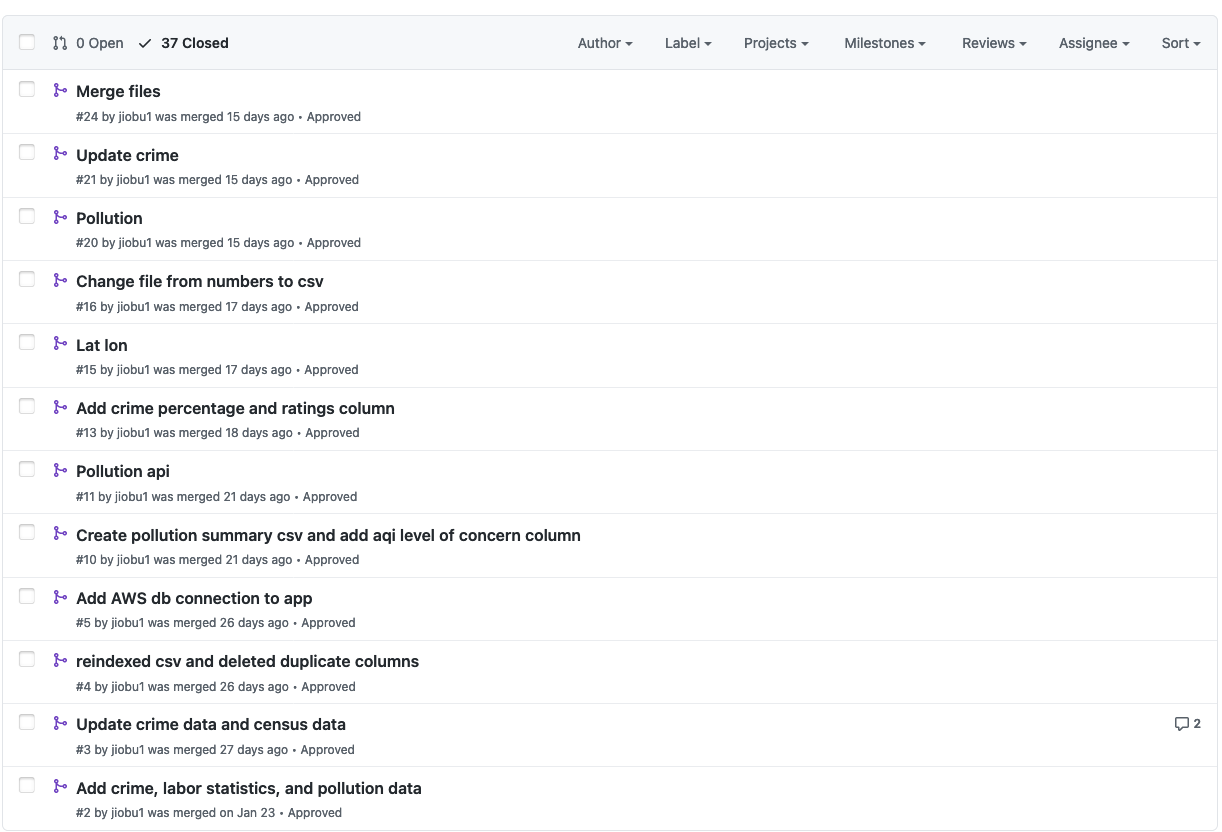 0 Open 37 Closed Author Label Projects Milestones Reviews Assignee Sort
Merge files
#24 by jiobu1 was merged 15 days ago • Approved
Update crime
#21 by jiobu1 was merged 15 days ago • Approved
Pollution
#20 by jiobu1 was merged 15 days ago • Approved
Change file from numbers to csv
#16 by jiobu1 was merged 17 days ago • Approved
Lat lon
#15 by jiobu1 was merged 17 days ago • Approved
Add crime percentage and ratings column
#13 by jiobu1 was merged 18 days ago • Approved
Pollution api
#11 by jiobu1 was merged 21 days ago • Approved
Create pollution summary csv and add aqi level of concern column
#10 by jiobu1 was merged 21 days ago • Approved
Add AWS db connection to app
#5 by jiobu1 was merged 26 days ago • Approved
reindexed csv and deleted duplicate columns
#4 by jiobu1 was merged 26 days ago • Approved
Update crime data and census data 2
#3 by jiobu1 was merged 27 days ago • Approved
Add crime, labor statistics, and pollution data
#2 by jiobu1 was merged on Jan 23 • Approved